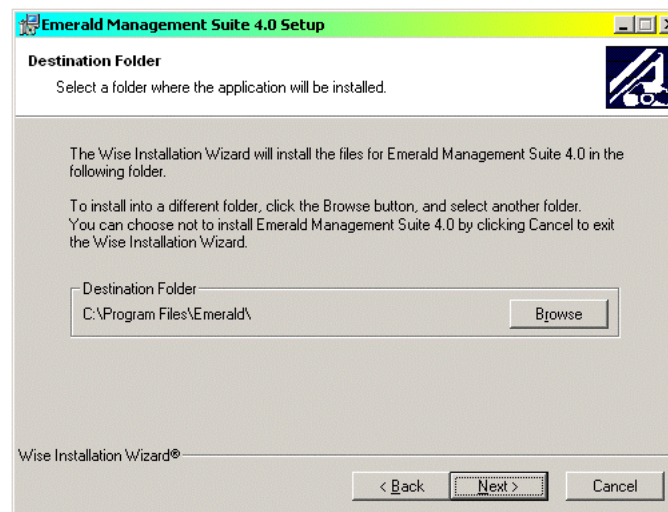 Emerald Management Suite 4.0 Setup
Destination Folder
Select a folder where the application will be installed.
The Wise Installation Wizard will install the files for Emerald Management Suite 4.0 in the
following folder.
To install into a different folder, click the Browse button, and select another folder.
You can choose not to install Emerald Management Suite 4.0 by clicking Cancel to exit
the Wise Installation Wizard.
Destination Folder
C:\Program Files\Emerald\
Browse
Wise Installation Wizard®
< Back
Next >
Cancel